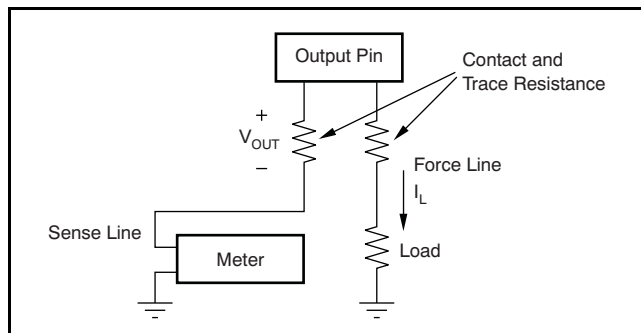 Output Pin
Contact and
Trace Resistance
+
VOUT
–
Force Line
IL
Sense Line
Meter
Load